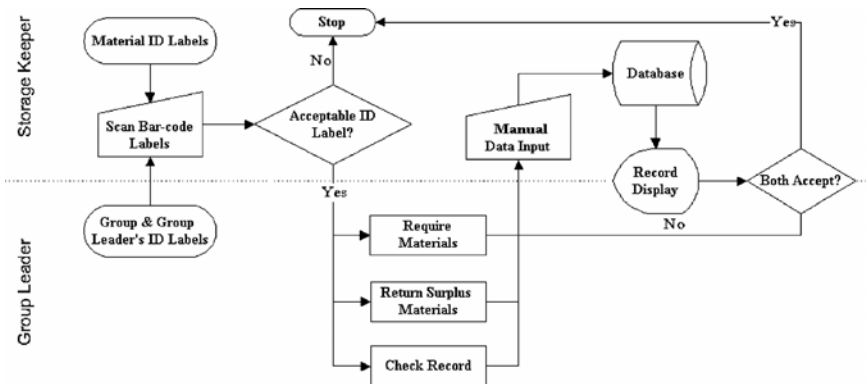 Storage Keeper
Group Leader
Material ID Labels
Scan Bar-code
Labels
Group & Group
Leader's ID Labels
Stop
No
Acceptable ID
Label?
Yes
Require
Materials
Return Surplus
Materials
Check Record
Manual
Data Input
Database
Record
Display
Both Accept?
Yes
No